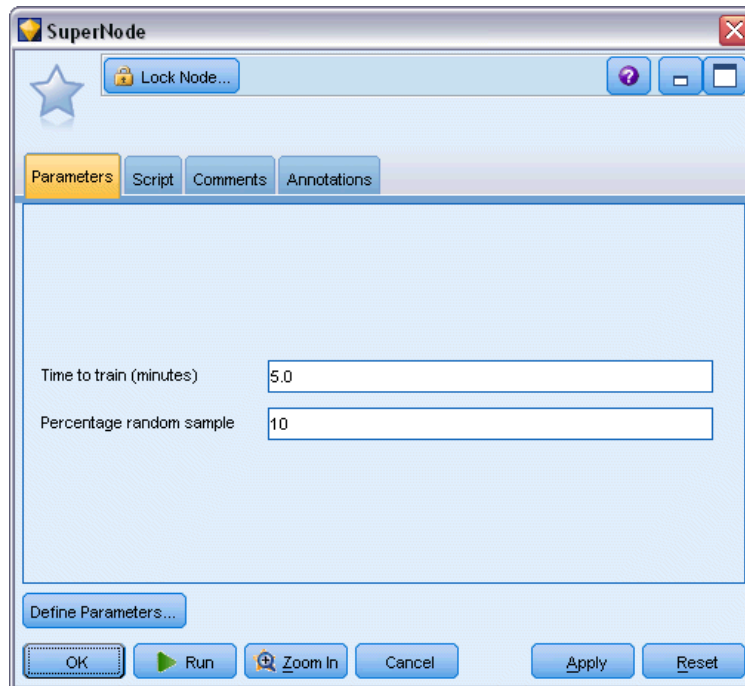 SuperNode
Lock Node...
Parameters Script Comments Annotations
Time to train (minutes) 5.0
Percentage random sample 10
Define Parameters...
OK Run Zoom In Cancel Apply Reset